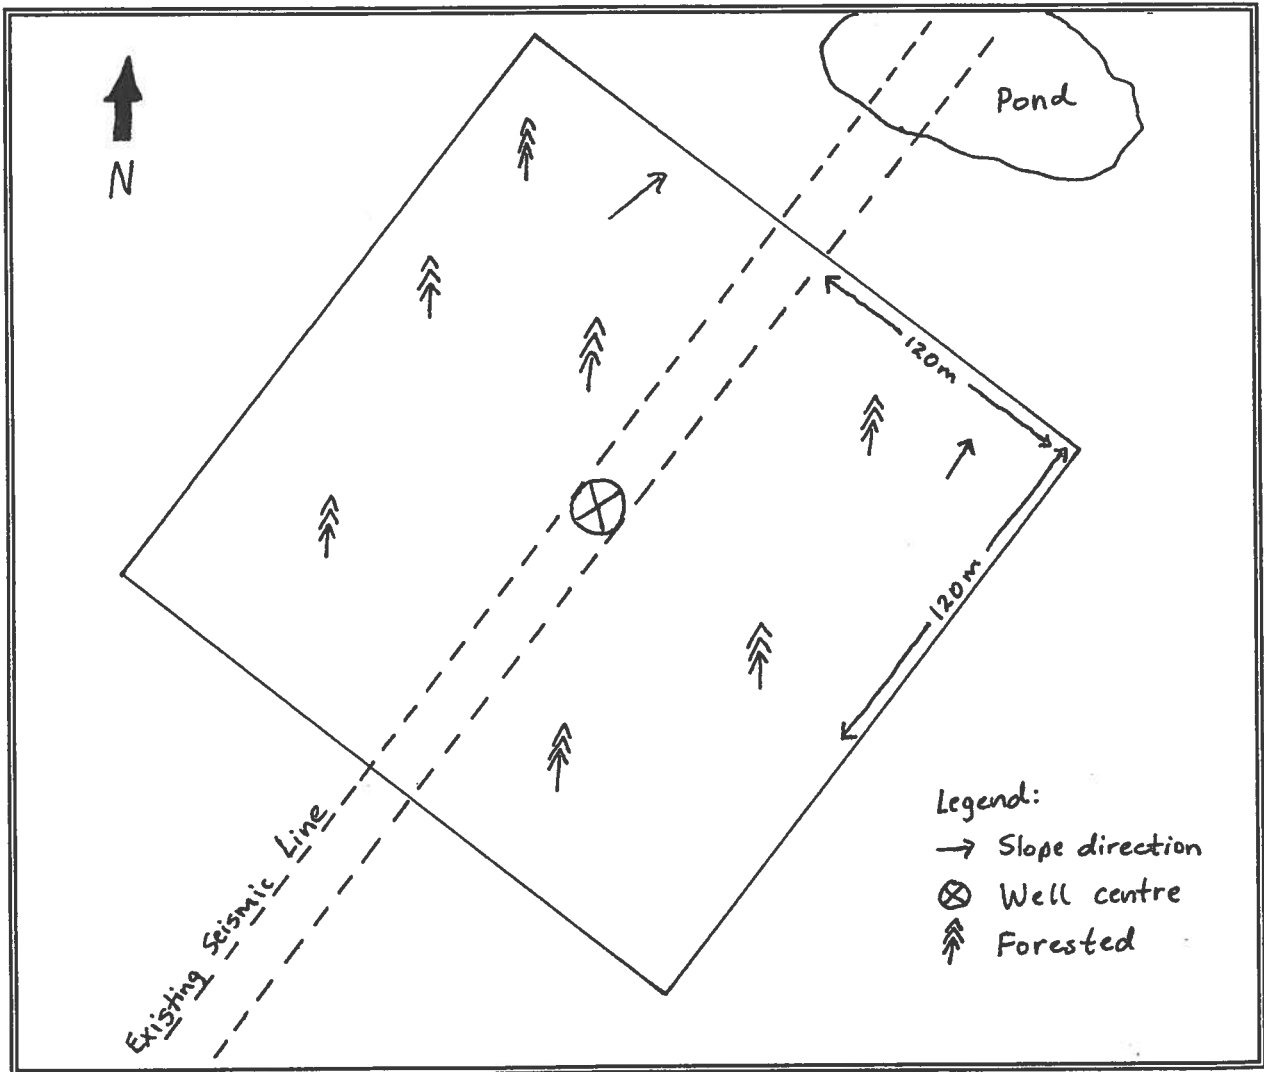 Pond
N
120m
120m
Existing Seismic Line
Legend:
Slope direction
Well centre
Forested